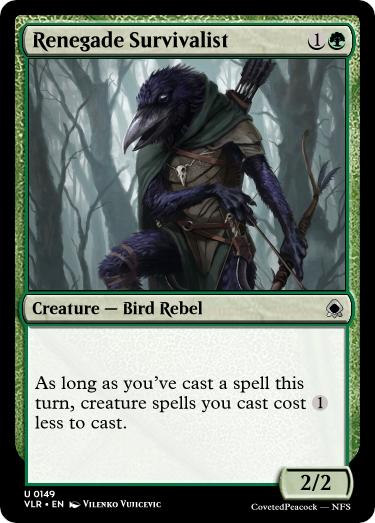 Renegade Survivalist 1
Creature — Bird Rebel
As long as you've cast a spell this
turn, creature spells you cast cost 1
less to cast.
2/2
U 0149
VLR • EN Vilenko Vujicevic
CovetedPeacock — NFS